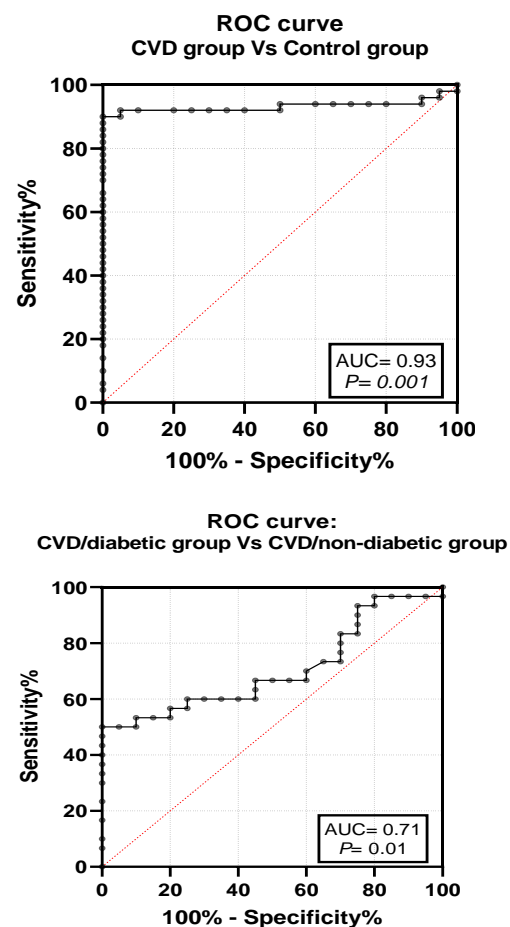 ROC curve
CVD group Vs Control group
100
80
60
40
20
0
Sensitivity%
AUC= 0.93
P= 0.001
0 20 40 60 80 100
100% - Specificity%
ROC curve:
CVD/diabetic group Vs CVD/non-diabetic group
100
80
60
40
20
0
Sensitivity%
AUC= 0.71
P= 0.01
0 20 40 60 80 100
100% - Specificity%